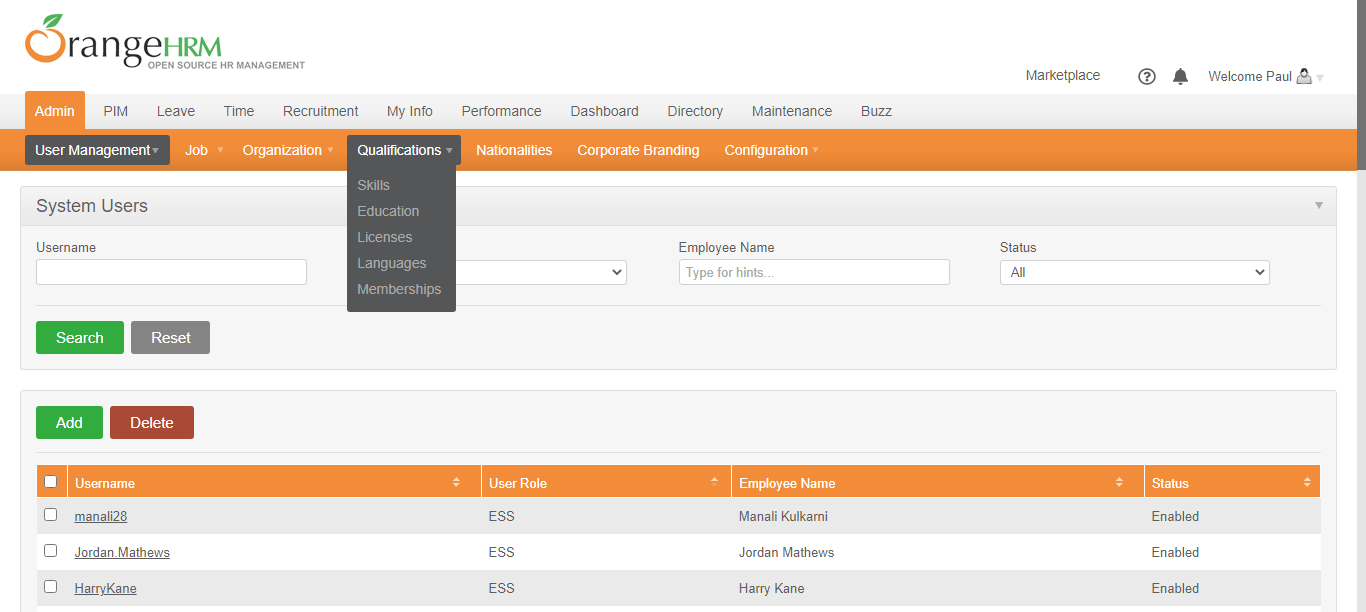 OrangeHRM
OPEN SOURCE HR MANAGEMENT
Marketplace
Welcome Paul
Admin PIM Leave Time Recruitment My Info Performance Dashboard Directory Maintenance Buzz
User Management Job Organization Qualifications Nationalities Corporate Branding Configuration
Skills
Education
Licenses
Languages
Memberships
System Users
Username Employee Name Status
Type for hints... All
Search Reset
Add Delete
Username User Role Employee Name Status
manali28 ESS Manali Kulkarni Enabled
Jordan.Mathews ESS Jordan Mathews Enabled
HarryKane ESS Harry Kane Enabled